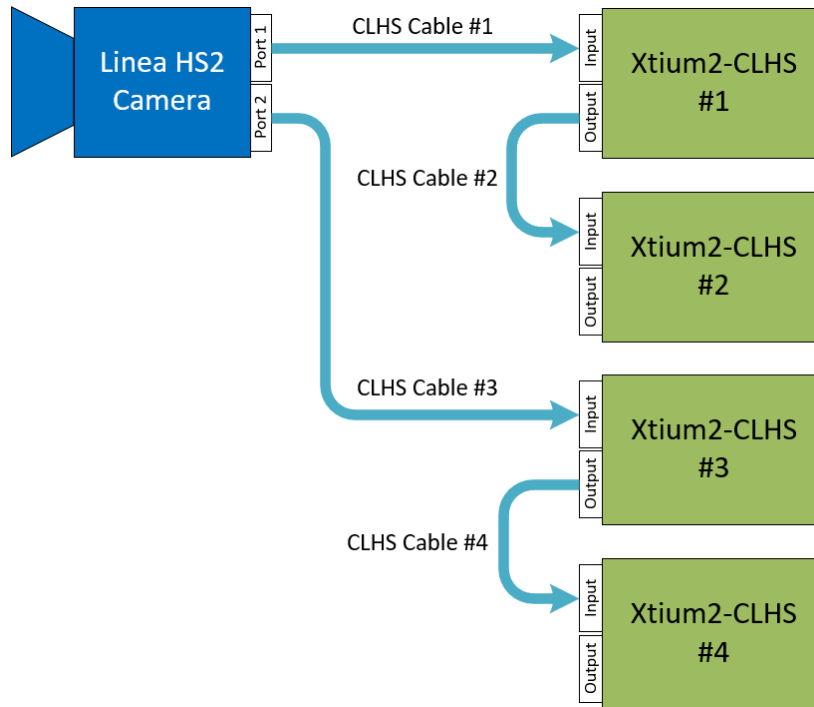 Linea HS2
Camera
Port 1
Port 2
CLHS Cable #1
Input
Output
Xtium2-CLHS
#1
CLHS Cable #2
Input
Output
Xtium2-CLHS
#2
CLHS Cable #3
Input
Output
Xtium2-CLHS
#3
CLHS Cable #4
Input
Output
Xtium2-CLHS
#4